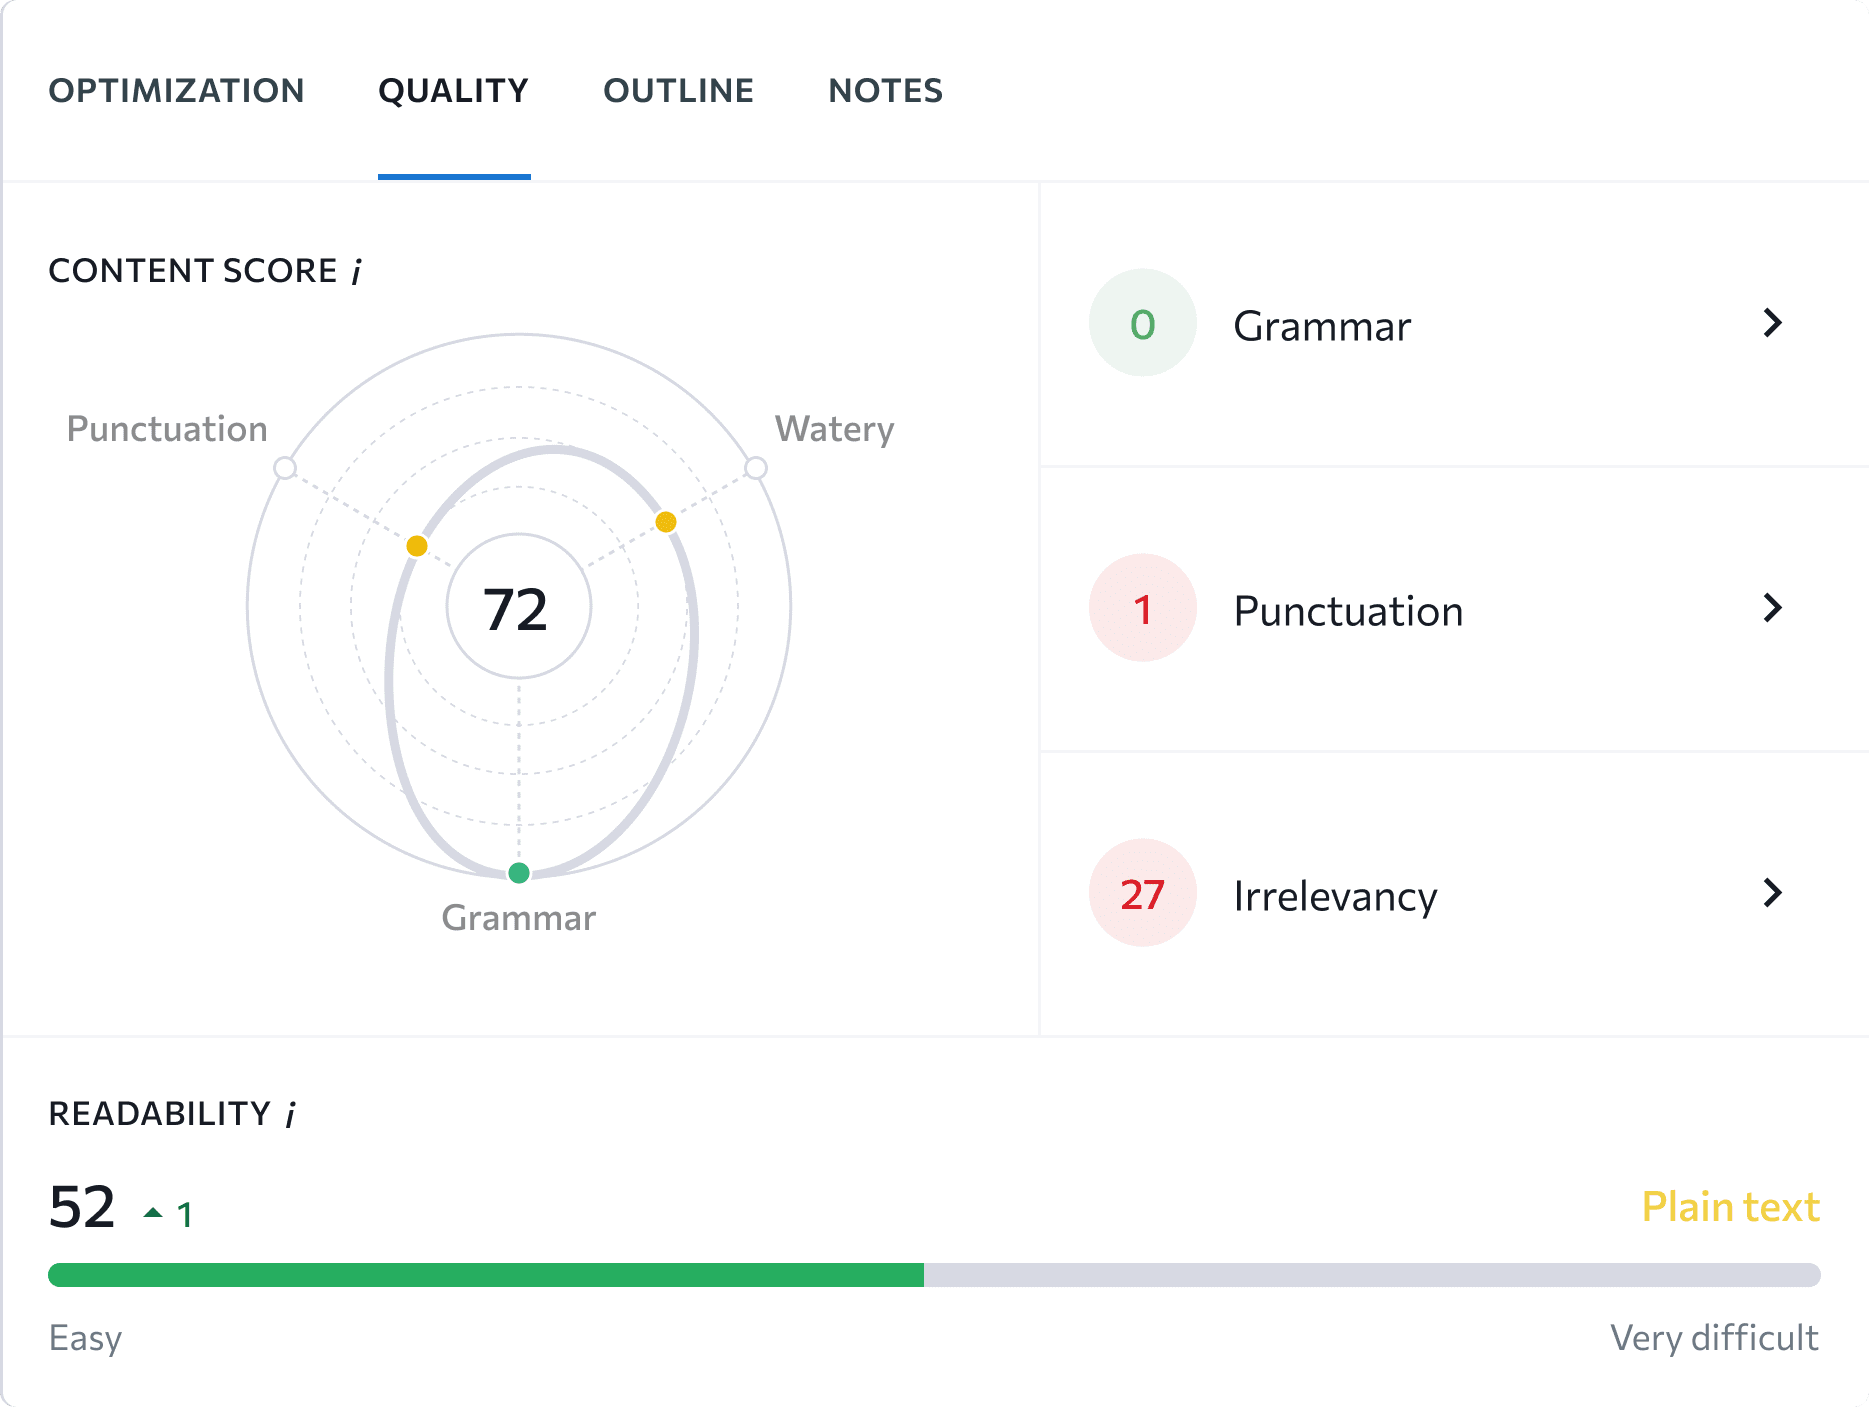 OPTIMIZATION QUALITY OUTLINE NOTES
CONTENT SCORE i
Punctuation
Watery
72
Grammar
0 Grammar
1 Punctuation
27 Irrelevancy
READABILITY i
52 1
Plain text
Easy
Very difficult